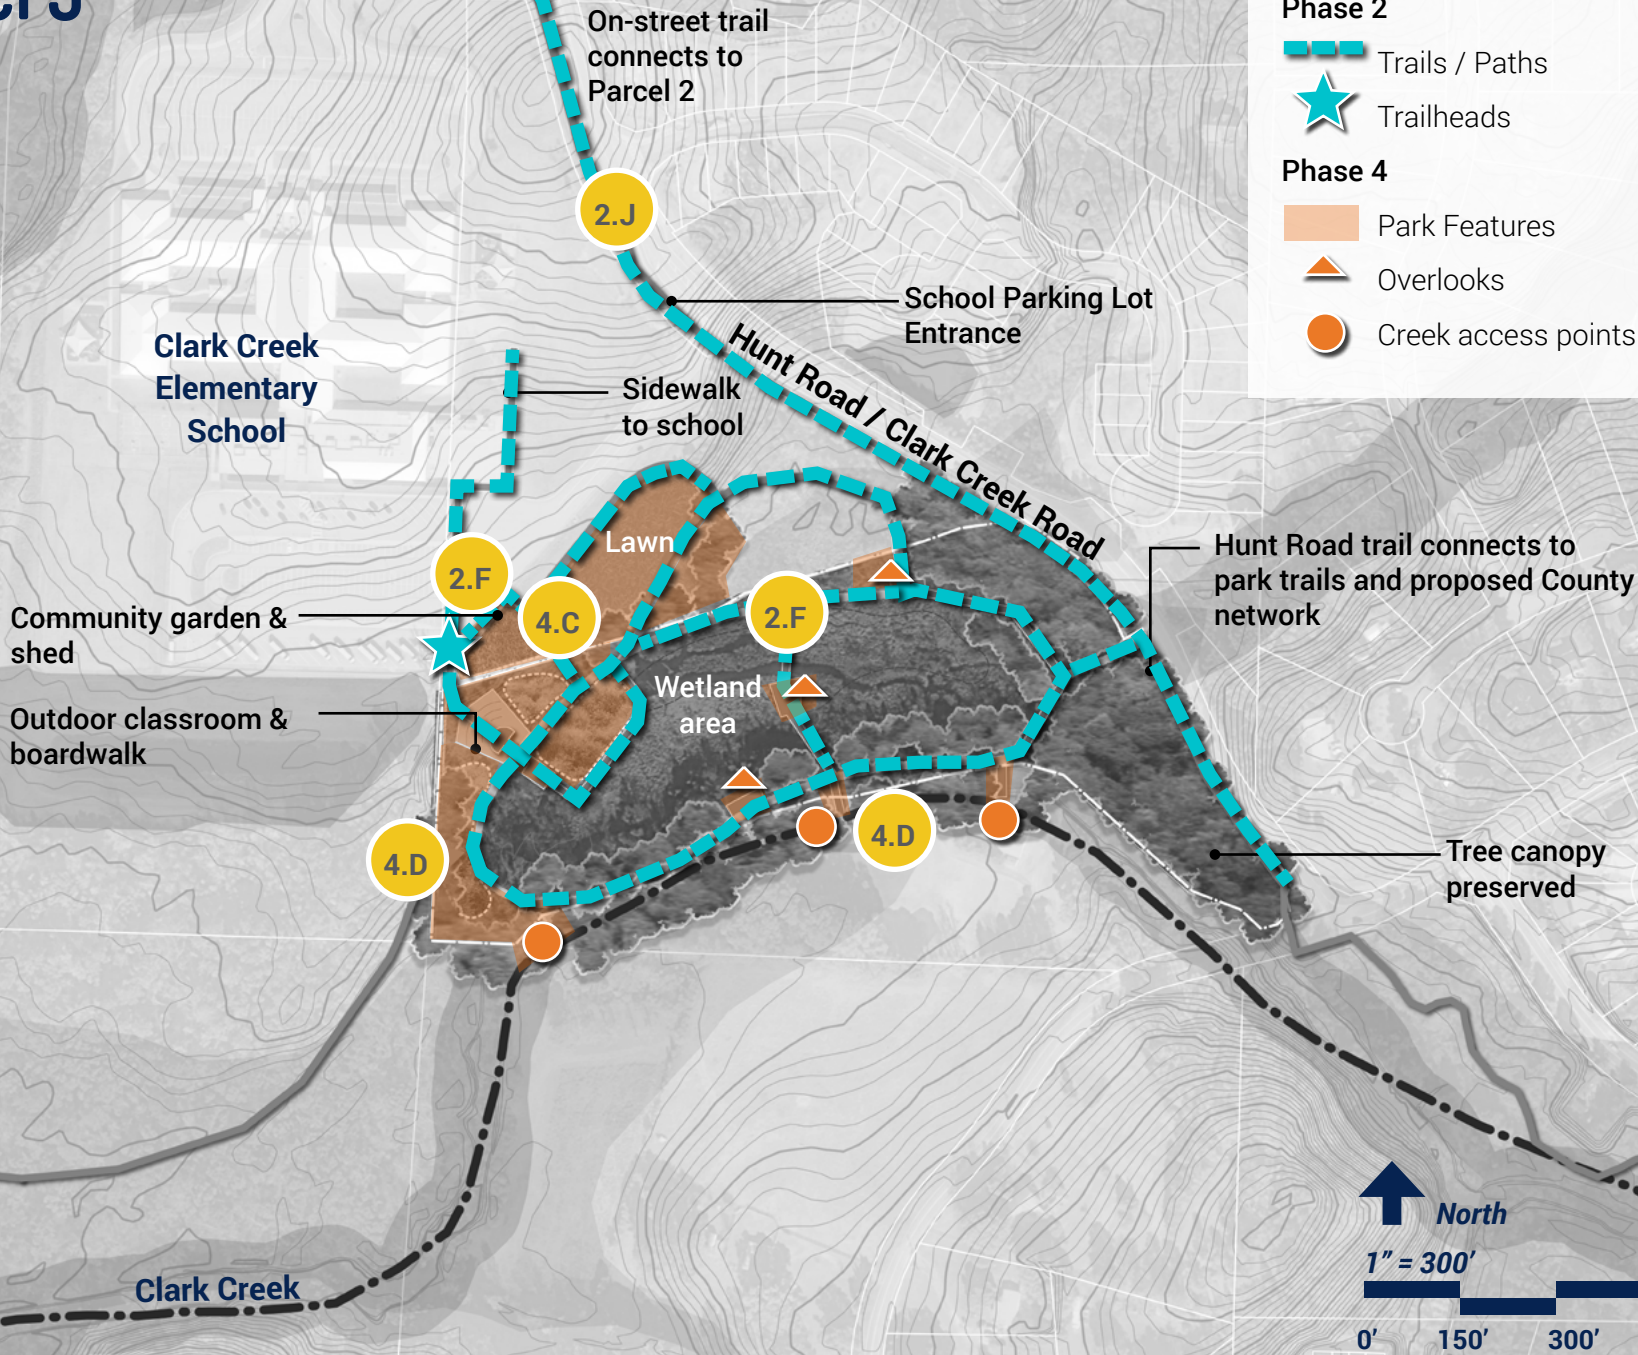 On-street trail
connects to
Parcel 2
Phase 2
Trails / Paths
Trailheads
Phase 4
Park Features
Overlooks
Creek access points
2.J
School Parking Lot
Entrance
Hunt Road / Clark Creek Road
Clark Creek
Elementary
School
Sidewalk
to school
Lawn
2.F
4.C
2.F
Community garden &
shed
Hunt Road trail connects to
park trails and proposed County
network
Wetland
area
Outdoor classroom &
boardwalk
4.D
4.D
Tree canopy
preserved
North
1” = 300’
Clark Creek
0’ 150’ 300’